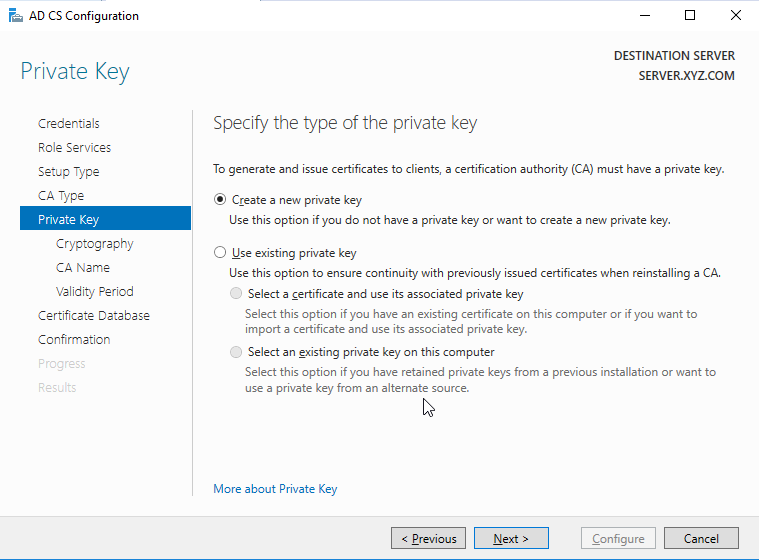 AD CS Configuration
Private Key
DESTINATION SERVER
SERVER.XYZ.COM
Credentials
Role Services
Setup Type
CA Type
Private Key
Cryptography
CA Name
Validity Period
Certificate Database
Confirmation
Progress
Results
Specify the type of the private key
To generate and issue certificates to clients, a certification authority (CA) must have a private key.
Create a new private key
Use this option if you do not have a private key or want to create a new private key.
Use existing private key
Use this option to ensure continuity with previously issued certificates when reinstalling a CA.
Select a certificate and use its associated private key
Select this option if you have an existing certificate on this computer or if you want to
import a certificate and use its associated private key.
Select an existing private key on this computer
Select this option if you have retained private keys from a previous installation or want to
use a private key from an alternate source.
More about Private Key
< Previous
Next >
Configure
Cancel